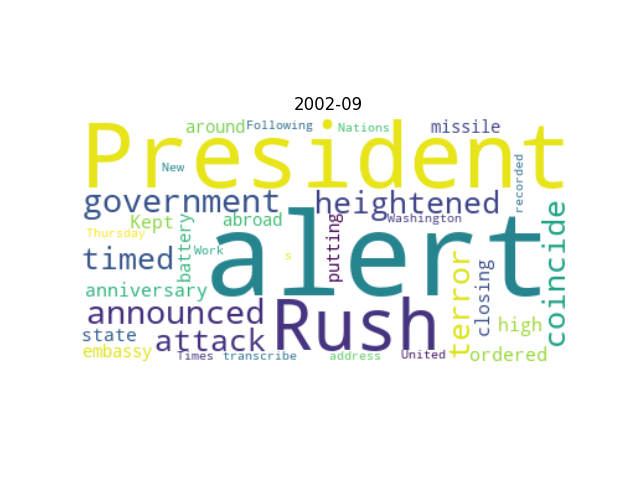 2002-09
around Following Nations missile
President
New
recorded
government heightened
Kept battery abroad putting Washington
Thursday
alert
coincide
timed
Work
s
terror
closing
anniversary
announced Rush
high
state attack
embassy Times transcribe address United ordered